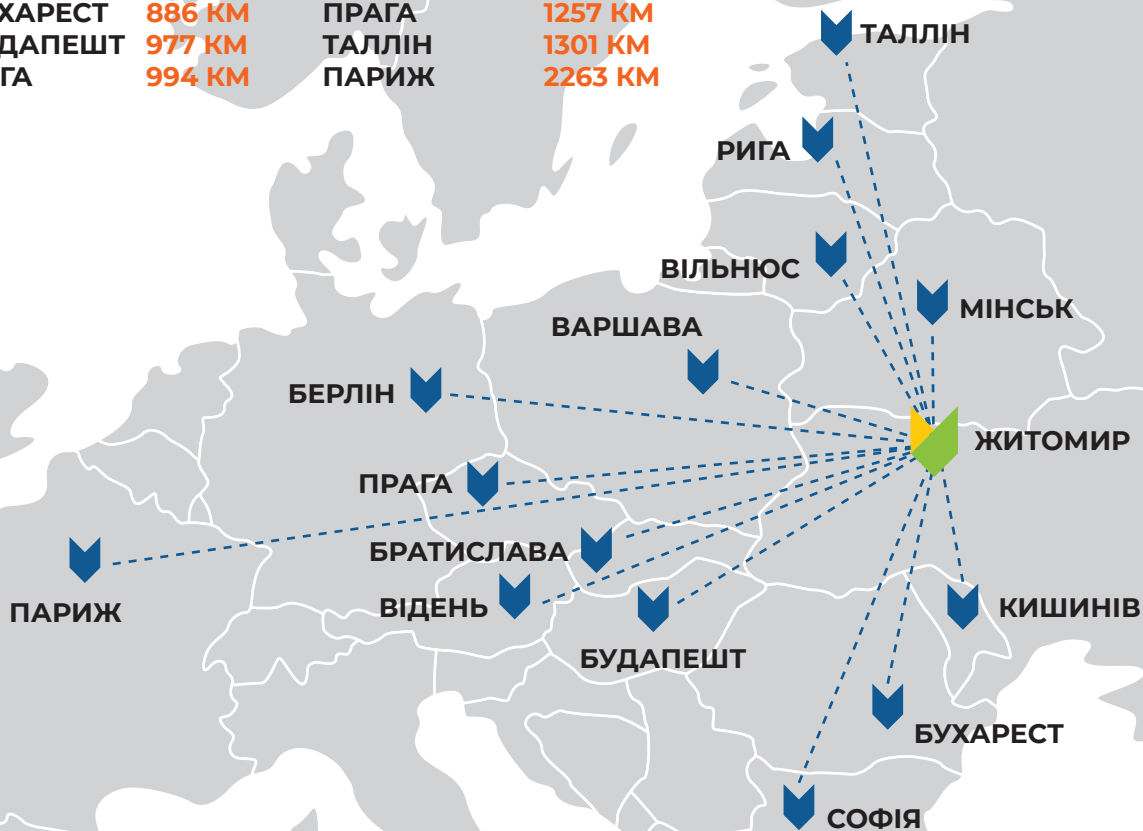 ХАРЕСТ 886 КМ ПРАГА 1257 КМ
ДАПЕШТ 977 КМ ТАЛЛІН 1301 КМ
ГА 994 КМ ПАРИЖ 2263 КМ
ТАЛЛІН
РИГА
ВІЛЬНЮС
МІНСЬК
ВАРШАВА
БЕРЛІН
ЖИТОМИР
ПРАГА
БРАТИСЛАВА
ВІДЕНЬ
ПАРИЖ
КИШИНІВ
БУДАПЕШТ
БУХАРЕСТ
СОФІЯ